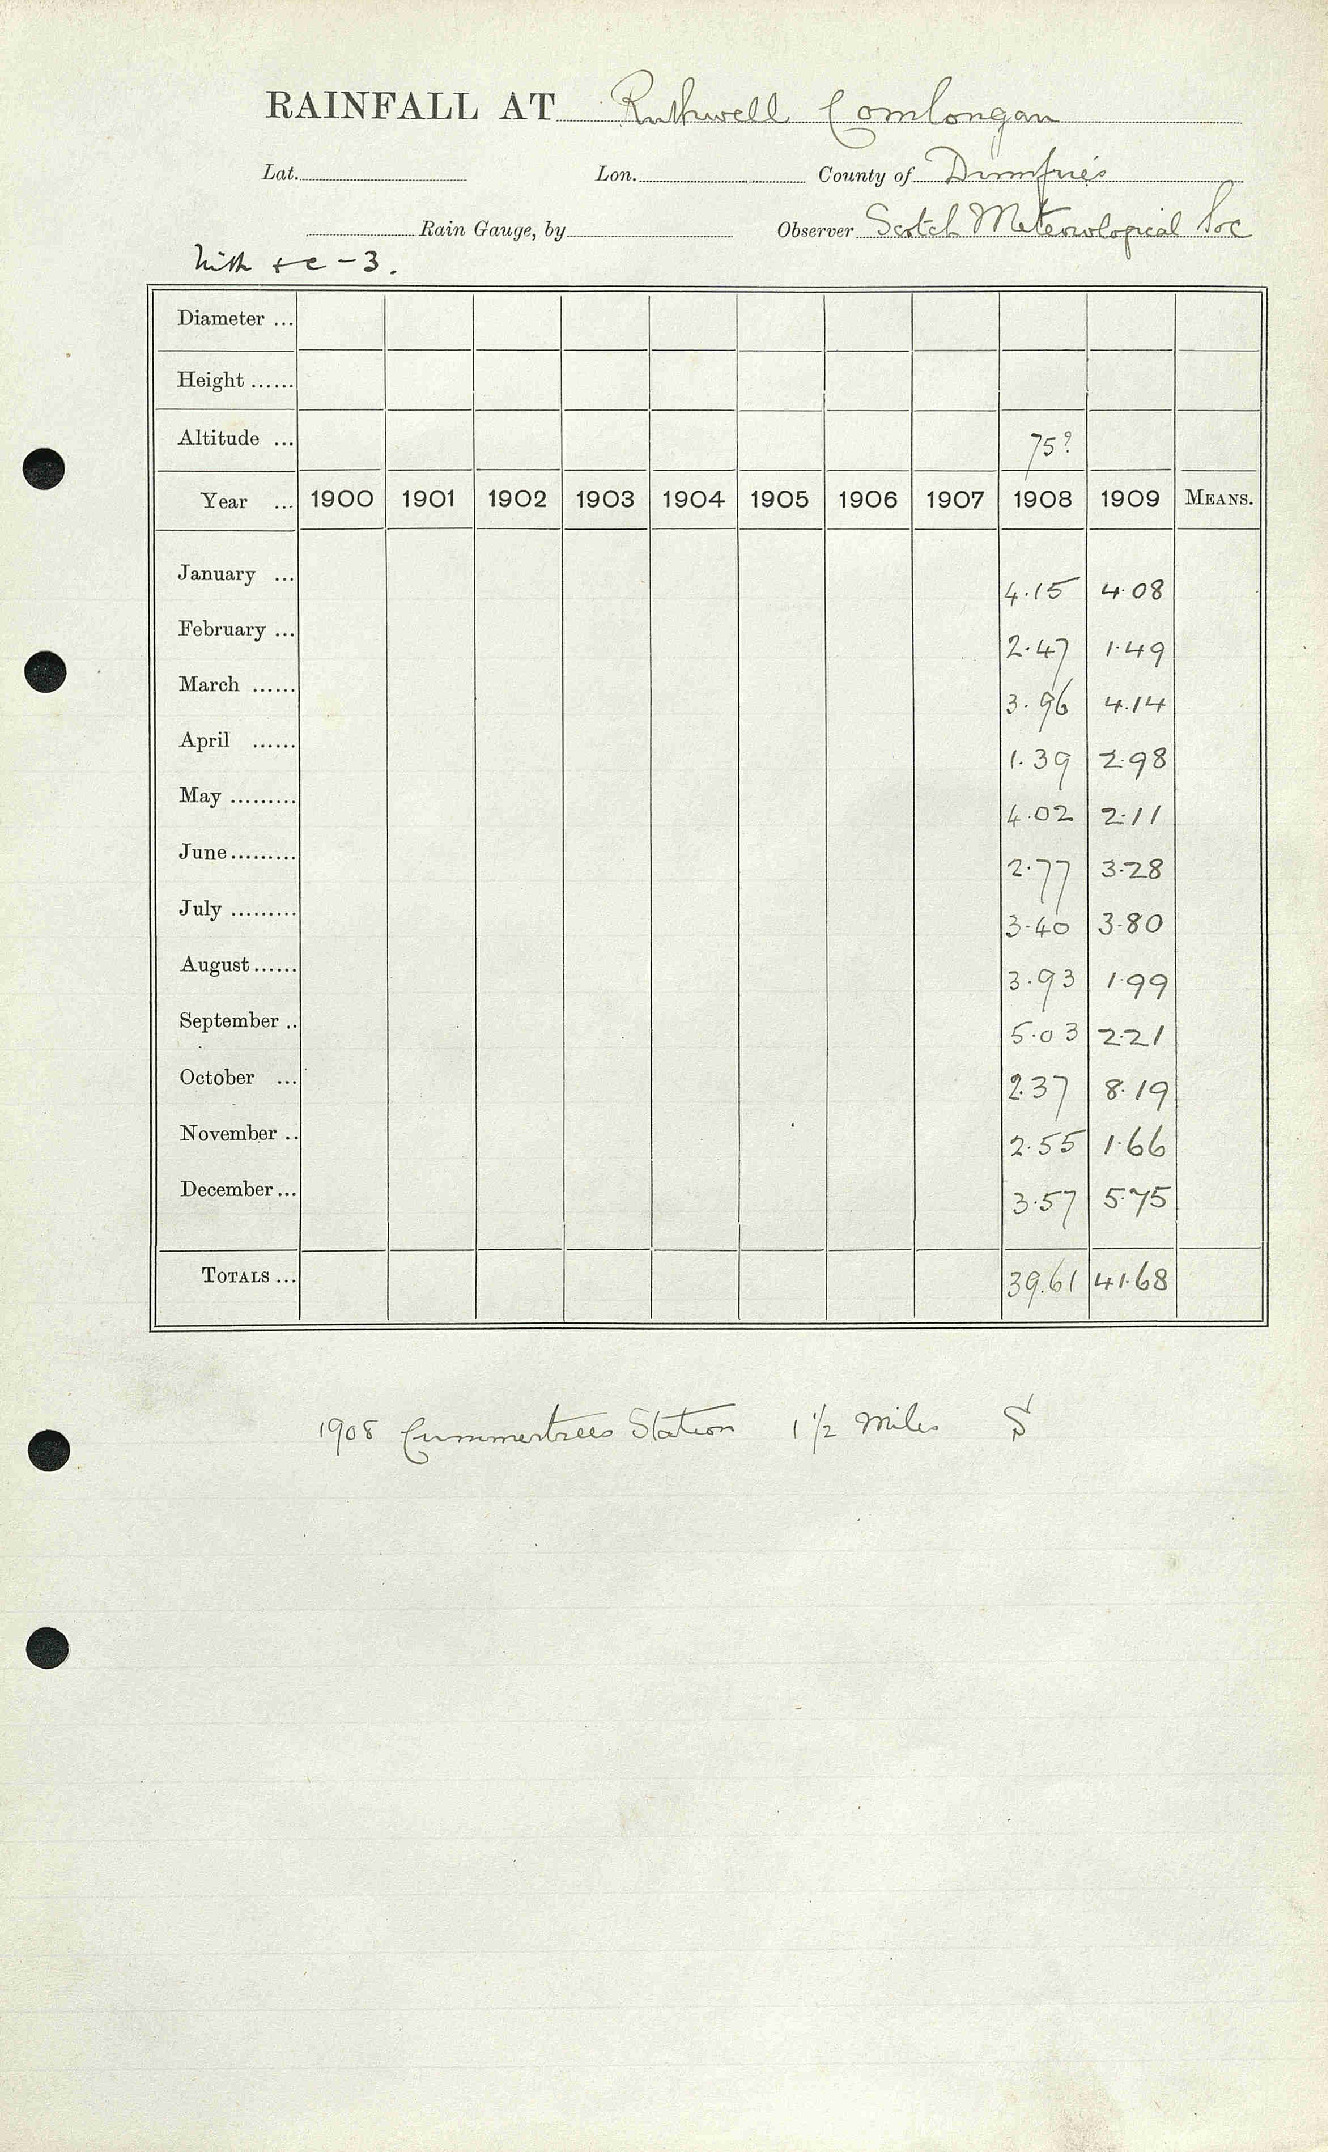 RAINFALL AT Ruthwell Comlongan
Lat. Lon. County of Dumfries
Rain Gauge, by Observer Scotch Meteorological Soc
Nith &c - 3.
Diameter ...
Height ......
Altitude ... 75?
Year ... 1900 1901 1902 1903 1904 1905 1906 1907 1908 1909 MEANS.
January ... 4.15 4.08
February ... 2.47 1.49
March ...... 3.96 4.14
April ...... 1.39 2.98
May ......... 4.02 2.11
June......... 2.77 3.28
July ......... 3.40 3.80
August...... 3.93 1.99
September .. 5.03 2.21
October ... 2.37 8.19
November .. 2.55 1.66
December... 3.57 5.75
TOTALS ... 39.61 41.68
1908 Cummertrees Station 1 1/2 Miles S